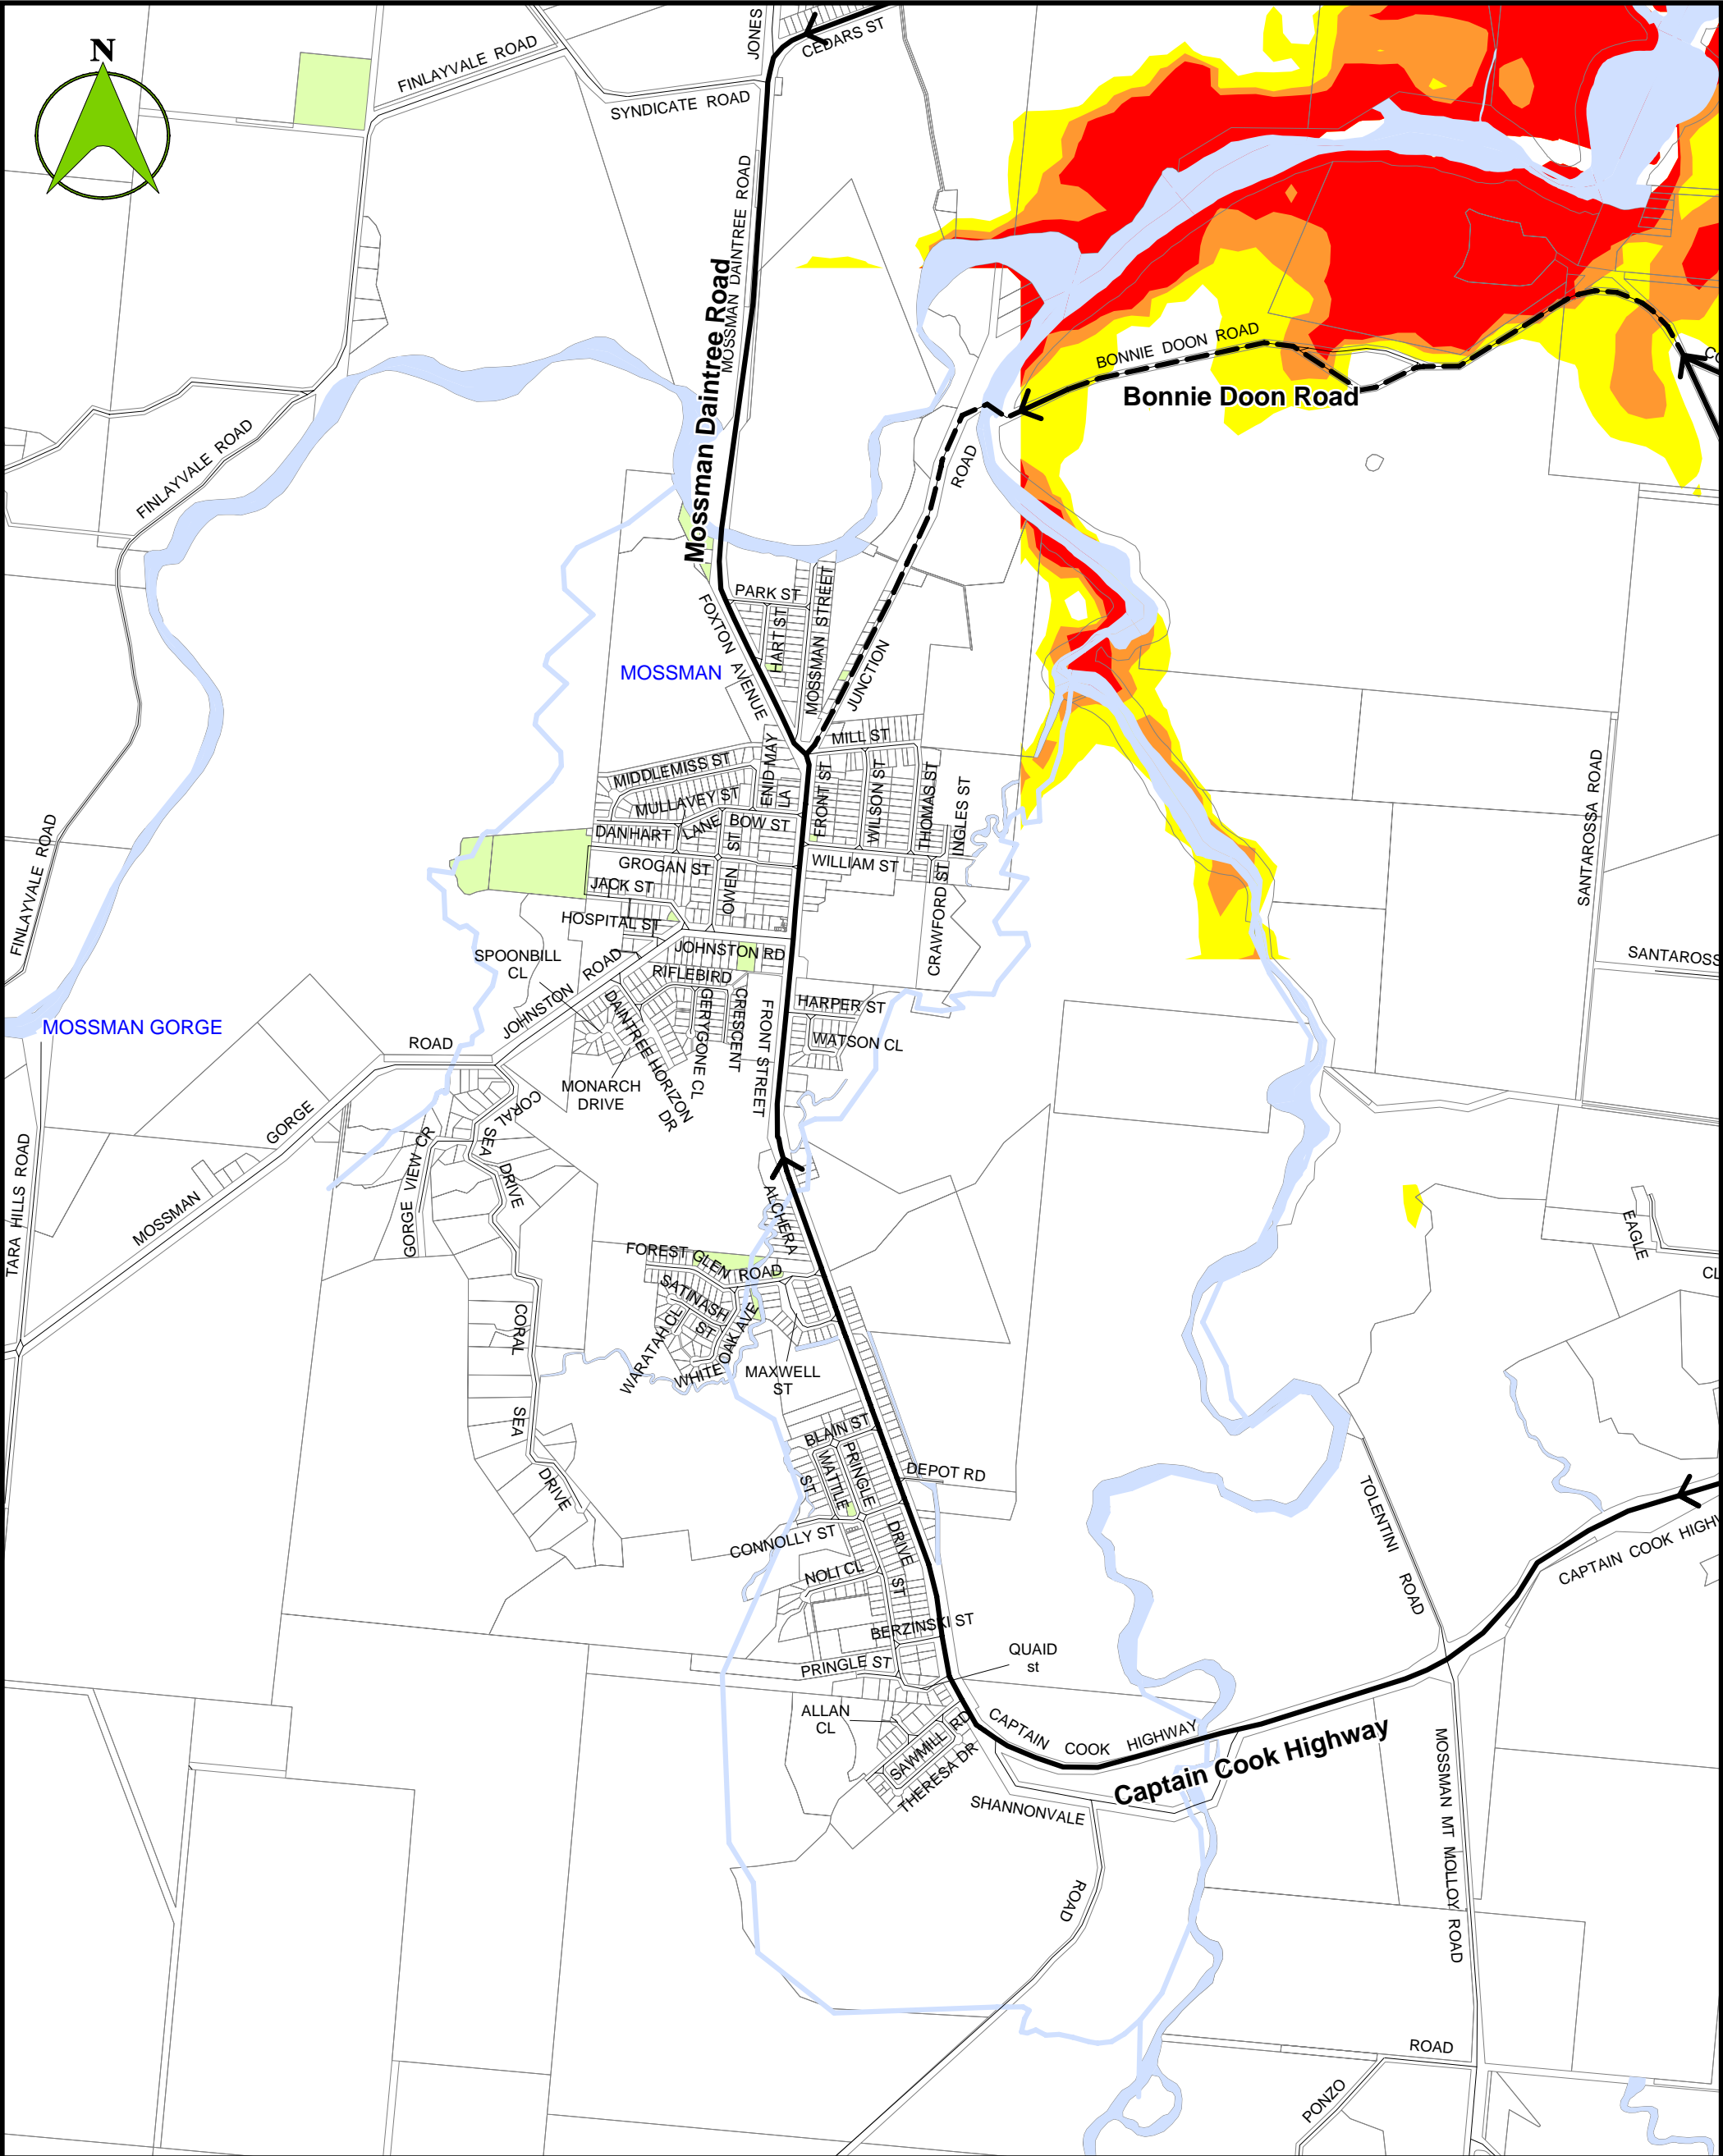 N
JONES
CEDARS ST
FINLAYVALE ROAD
SYNDICATE ROAD
MOSSMAN DAINTREE ROAD
Mossman Daintree Road
BONNIE DOON ROAD
Bonnie Doon Road
CO
FINLAYVALE ROAD
ROAD
PARK ST
FOXTON AVENUE
HART ST
MOSSMAN STREET
JUNCTION
MOSSMAN
MILL ST
MIDDLEMISS ST
ENID MAY
LA
MULLAVEY ST
FRONT ST
WILSON ST
THOMAS ST
INGLES ST
DANHART
LANE
BOW ST
ST
OWEN
GROGAN ST
WILLIAM ST
JACK ST
CRAWFORD ST
HOSPITAL ST
FINLAYVALE ROAD
SANTAROSSA ROAD
SANTAROSS
JOHNSTON RD
SPOONBILL
CL
JOHNSTON ROAD
RIFLEBIRD
CRESCENT
GERYGONE CL
DAINTREE HORIZON
DR
FRONT STREET
HARPER ST
WATSON CL
MOSSMAN GORGE
ROAD
MONARCH
DRIVE
GORGE
MOSSMAN
CORAL
SEA
DRIVE
GORGE VIEW CR
TARA HILLS ROAD
ALCHERA
EAGLE
CL
FOREST GLEN ROAD
SATINASH
ST
WARATAH CL
WHITE OAK AVE
MAXWELL
ST
CORAL
SEA
DRIVE
BLAIN ST
PRINGLE
WATTLE
ST
DEPOT RD
CONNOLLY ST
DRIVE
NOLI CL
ST
BERZINSKI ST
PRINGLE ST
QUAID
st
TOLENTINI
ROAD
CAPTAIN COOK HIGHW
ALLAN
CL
SAWMILL RD
THERESA DR
CAPTAIN COOK HIGHWAY
Captain Cook Highway
SHANNONVALE
ROAD
MOSSMAN MT MOLLOY ROAD
ROAD
PONZO